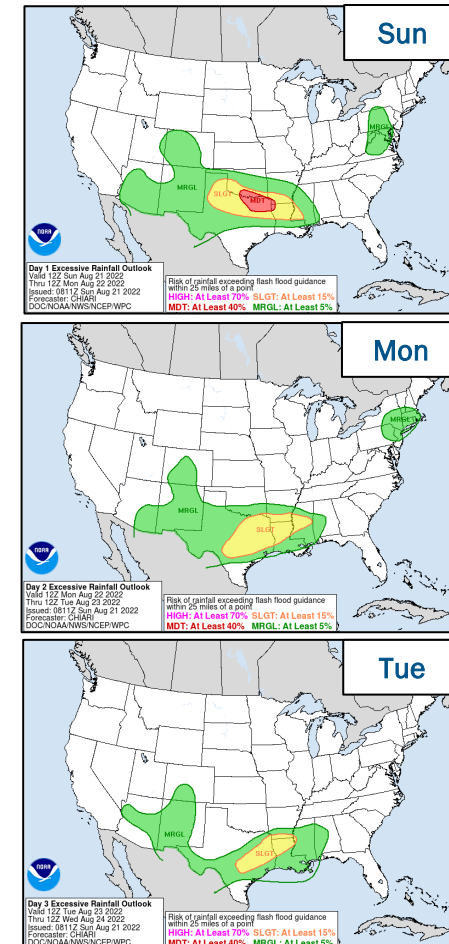 Sun
MRGL
MRGL
SLGT
MDT
NOAA
Day 1 Excessive Rainfall Outlook
Valid 12Z Sun Aug 21 2022
Thru 12Z Mon Aug 22 2022
Issued: 0811Z Sun Aug 21 2022
Forecaster: CHIARI
DOC/NOAA/NWS/NCEP/WPC
Risk of rainfall exceeding flash flood guidance
within 25 miles of a point
HIGH: At Least 70% SLGT: At Least 15%
MDT: At Least 40% MRGL: At Least 5%
Mon
MRGL
MRGL
SLGT
NOAA
Day 2 Excessive Rainfall Outlook
Valid 12Z Mon Aug 22 2022
Thru 12Z Tue Aug 23 2022
Issued: 0811Z Sun Aug 21 2022
Forecaster: CHIARI
DOC/NOAA/NWS/NCEP/WPC
Risk of rainfall exceeding flash flood guidance
within 25 miles of a point
HIGH: At Least 70% SLGT: At Least 15%
MDT: At Least 40% MRGL: At Least 5%
Tue
MRGL
SLGT
NOAA
Day 3 Excessive Rainfall Outlook
Valid 12Z Tue Aug 23 2022
Thru 12Z Wed Aug 24 2022
Issued: 0811Z Sun Aug 21 2022
Forecaster: CHIARI
DOC/NOAA/NWS/NCEP/WPC
Risk of rainfall exceeding flash flood guidance
within 25 miles of a point
HIGH: At Least 70% SLGT: At Least 15%
MDT: At Least 40% MRGL: At Least 5%